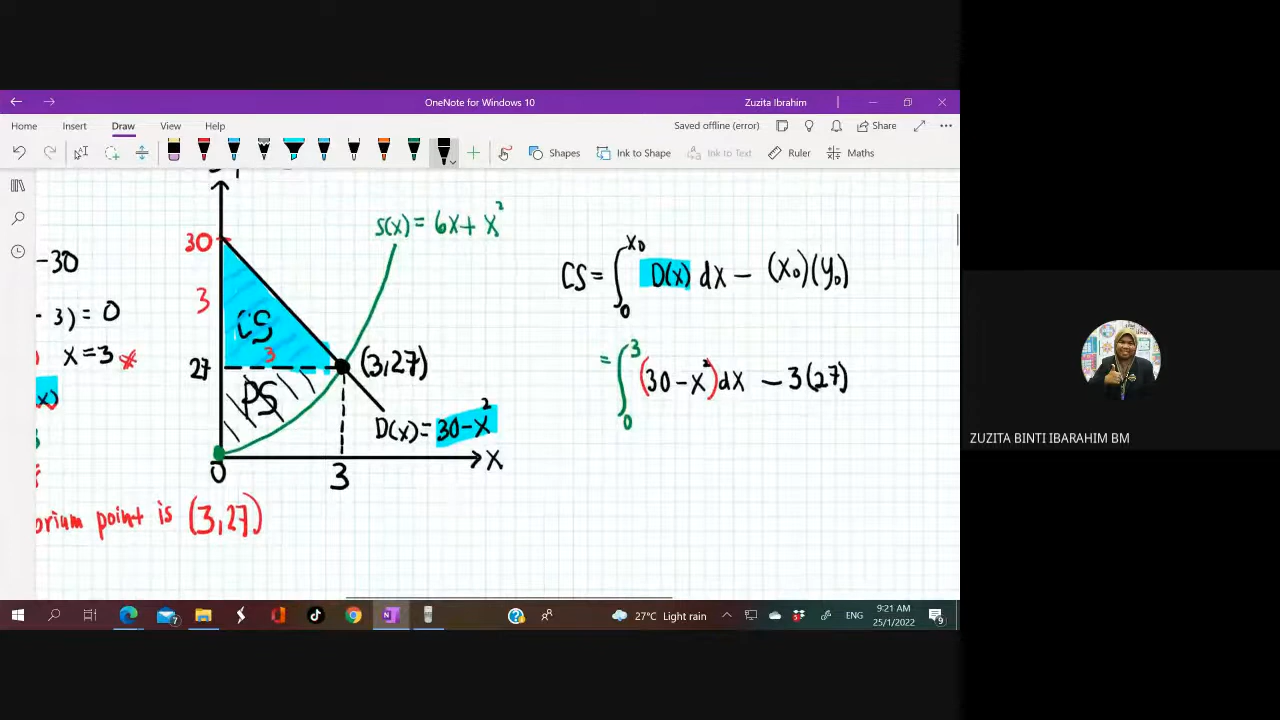 OneNote for Windows 10
Zuzita Ibrahim
Home Insert Draw View Help
Saved offline (error)
Share
Shapes
Ink to Shape
Ink to Text
Ruler
Maths
S(x) = 6x + x²
30
3
CS
3
27
(3,27)
PS
D(x) = 30-x²
0
3
x
-30
- 3) = 0
x = 3 *
x)
orium point is (3,27)
CS = ∫₀^x₀ D(x) dx - (x₀)(y₀)
= ∫₀³ (30 - x²) dx - 3(27)
ZUZITA BINTI IBARAHIM BM
27°C Light rain
ENG
9:21 AM
25/1/2022